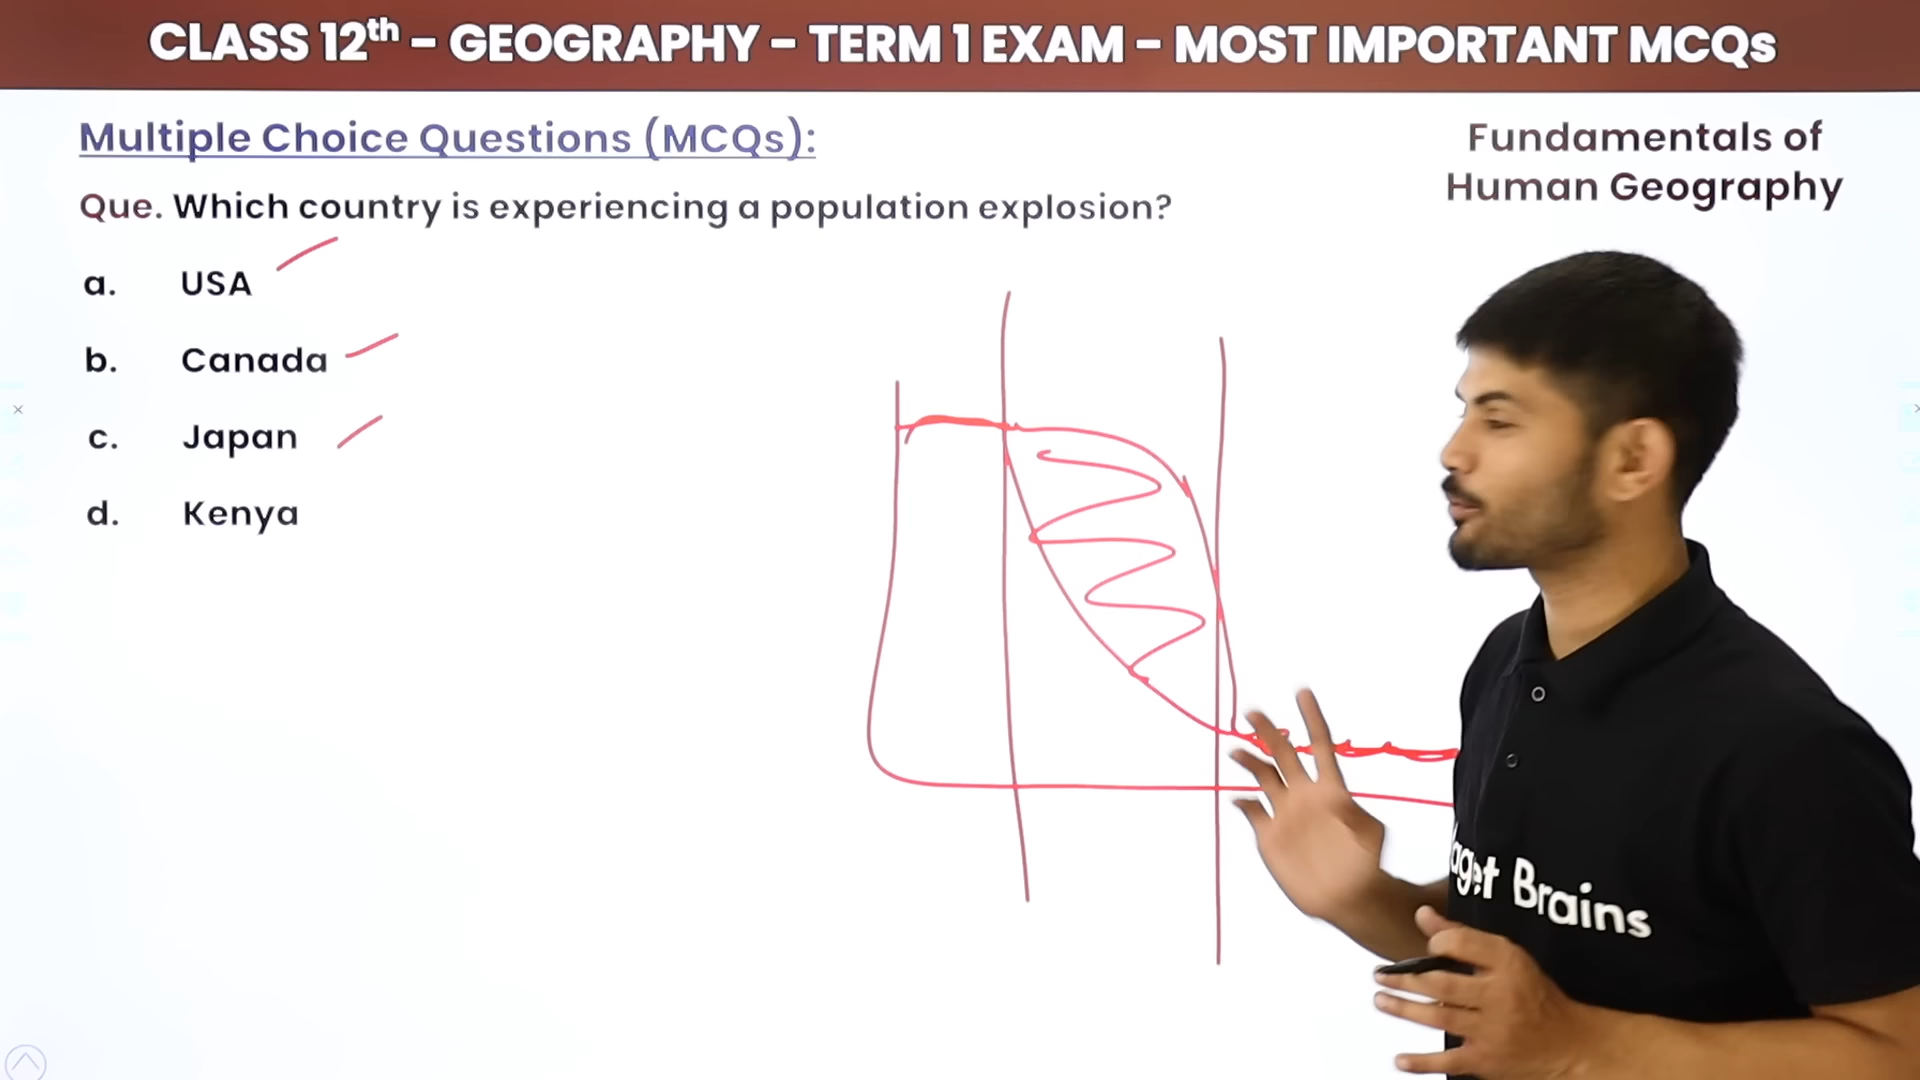 CLASS 12th – GEOGRAPHY – TERM 1 EXAM – MOST IMPORTANT MCQs
Multiple Choice Questions (MCQs):
Fundamentals of
Human Geography
Que. Which country is experiencing a population explosion?
a. USA
b. Canada
c. Japan
d. Kenya
Brains